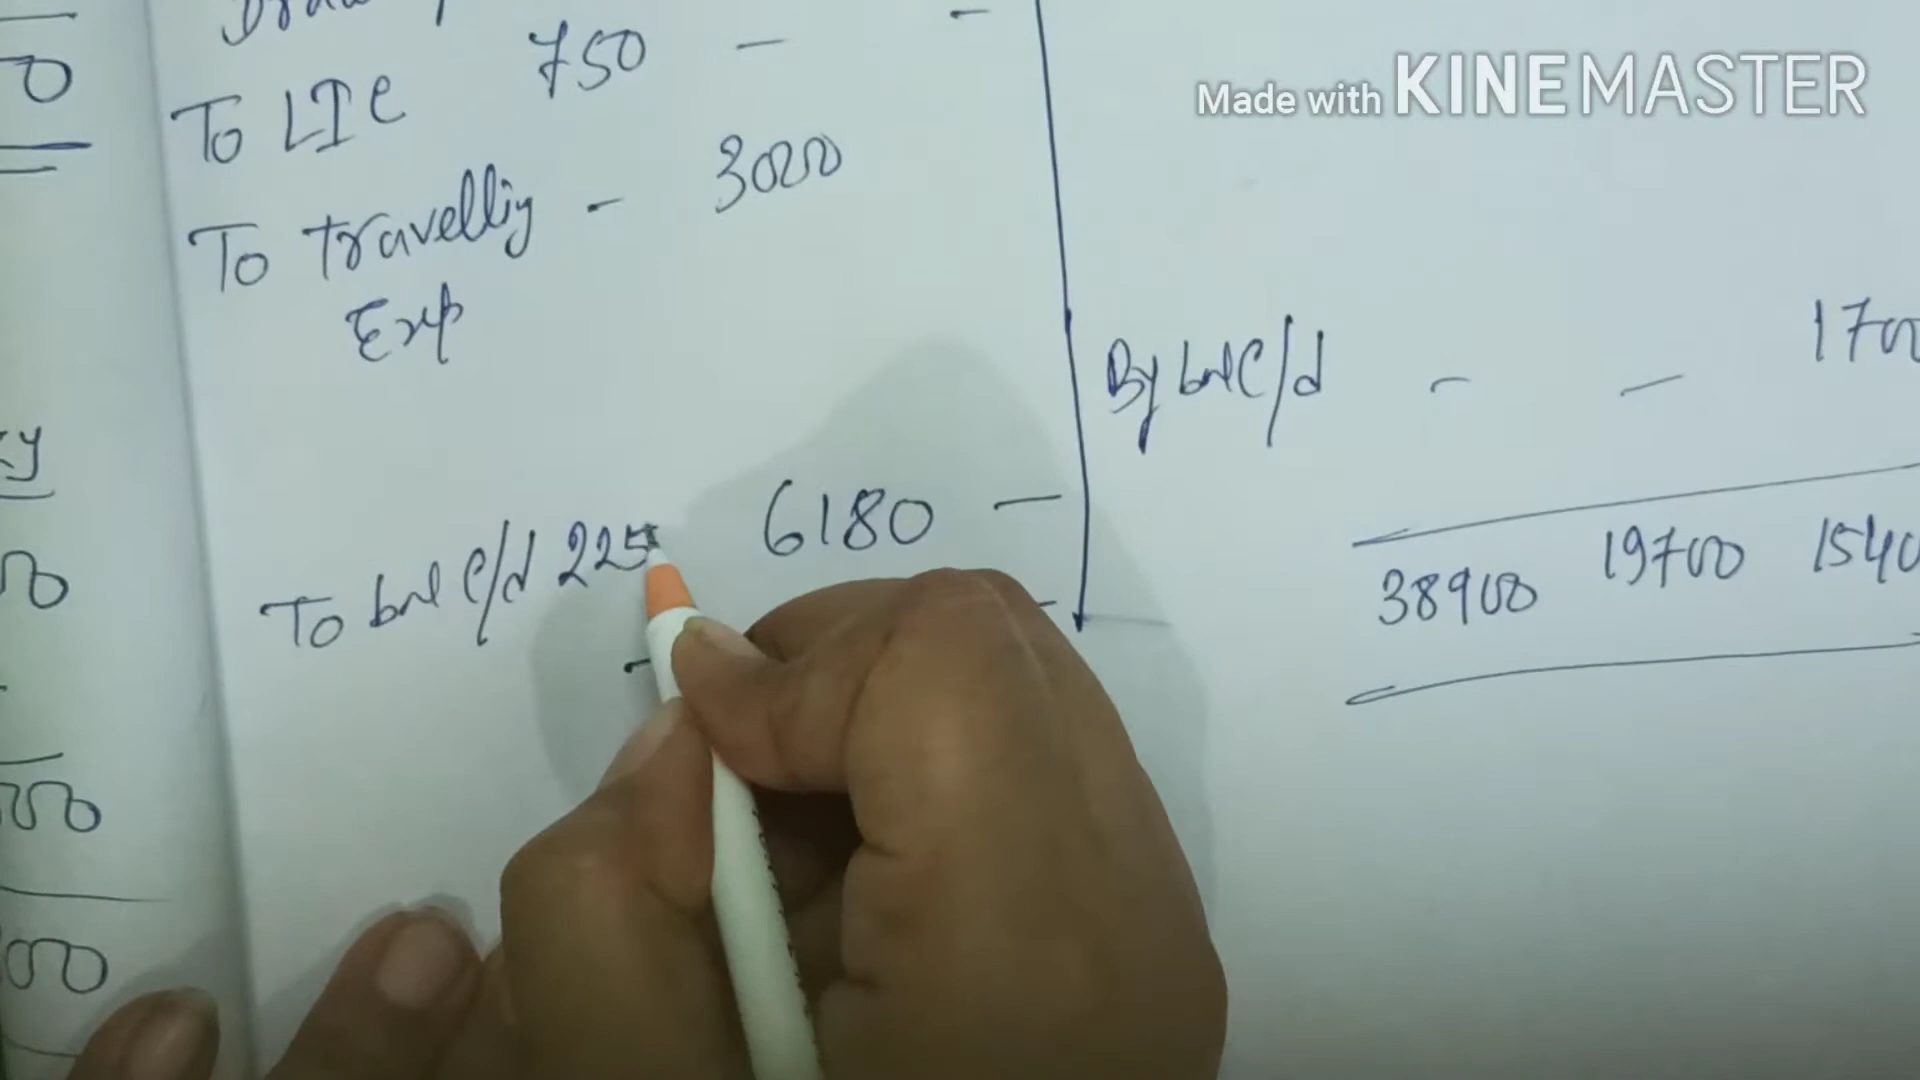 Made with KINEMASTER
To LIC 750 — —
To travelliy - 3000
Exp
By bal C/d - — 1700
To bal C/d 225 6180 —
38900 19700 1540